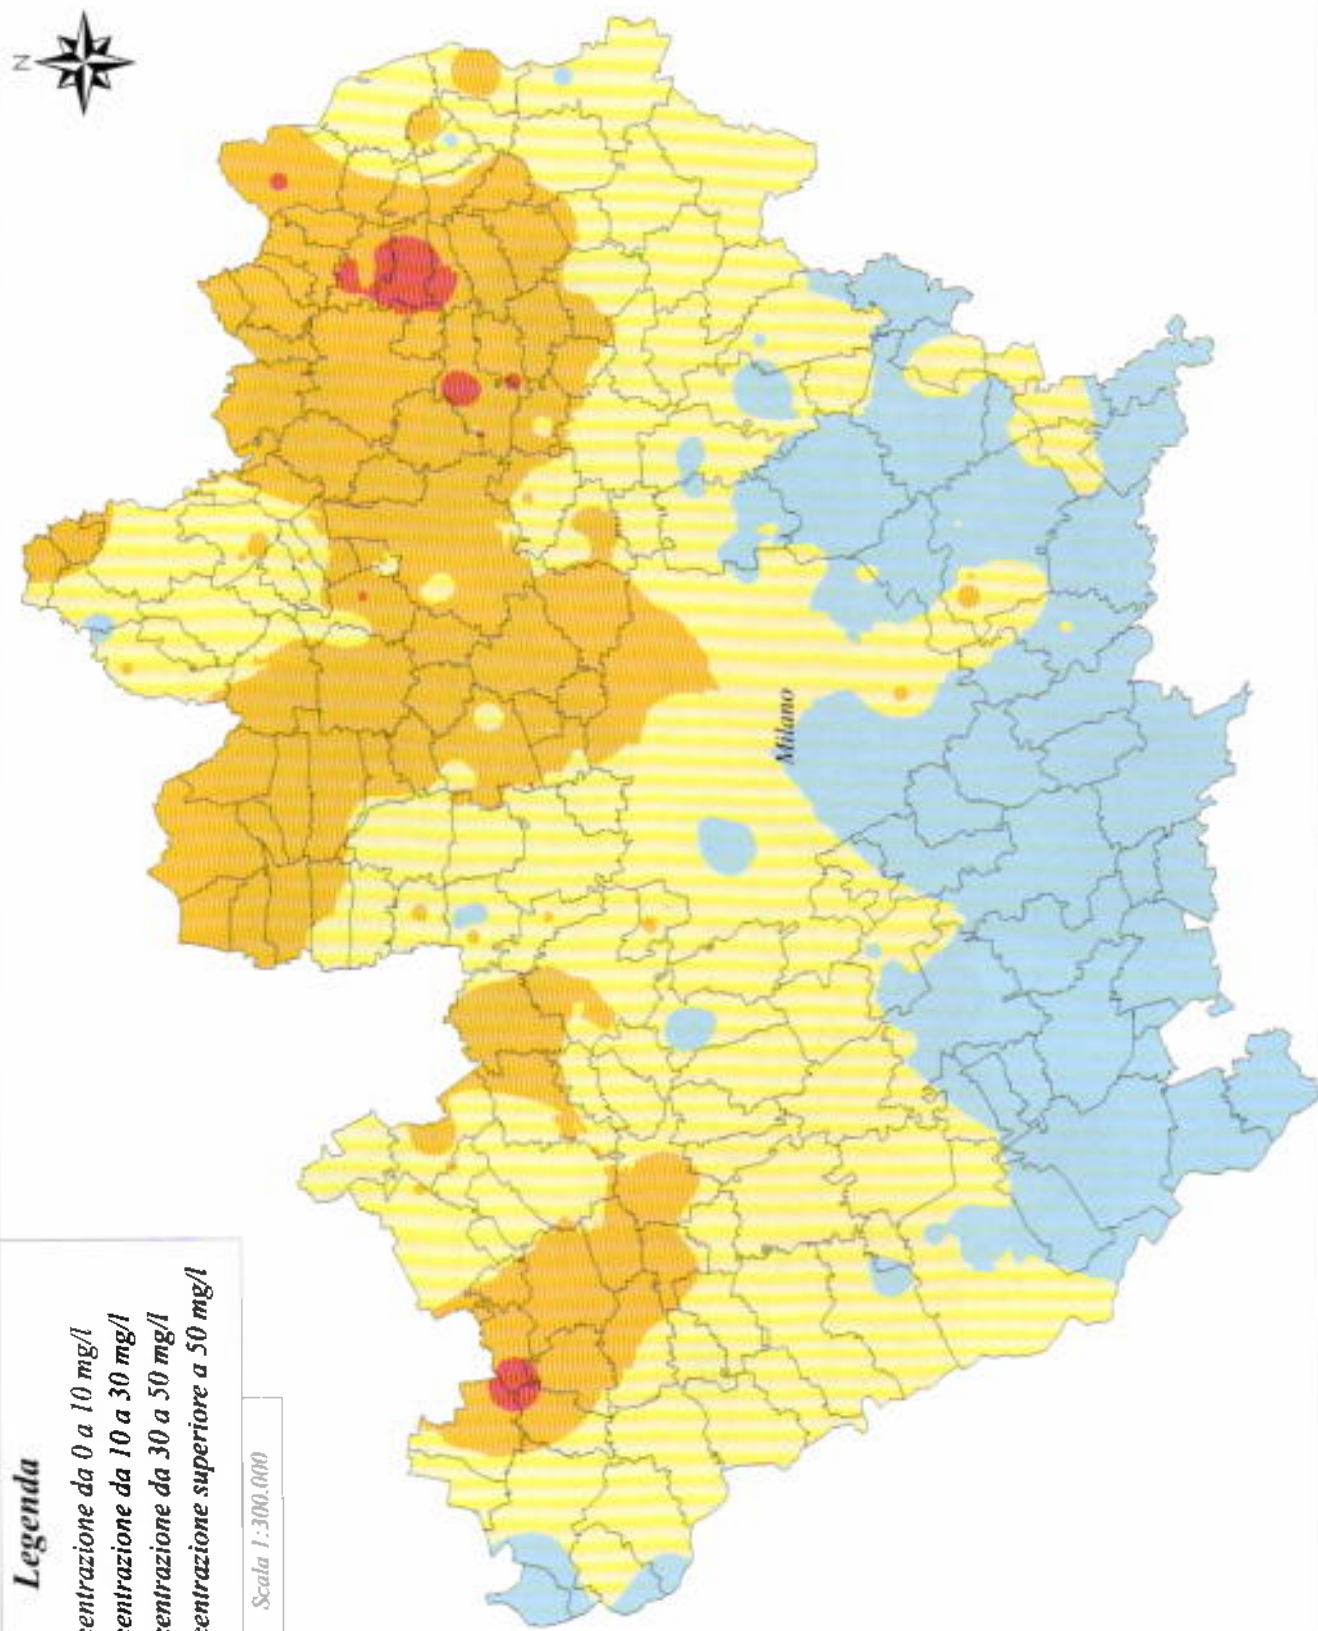 N
Milano
Legenda
centrazione da 0 a 10 mg/l
centrazione da 10 a 30 mg/l
centrazione da 30 a 50 mg/l
centrazione superiore a 50 mg/l
Scala 1:300.000